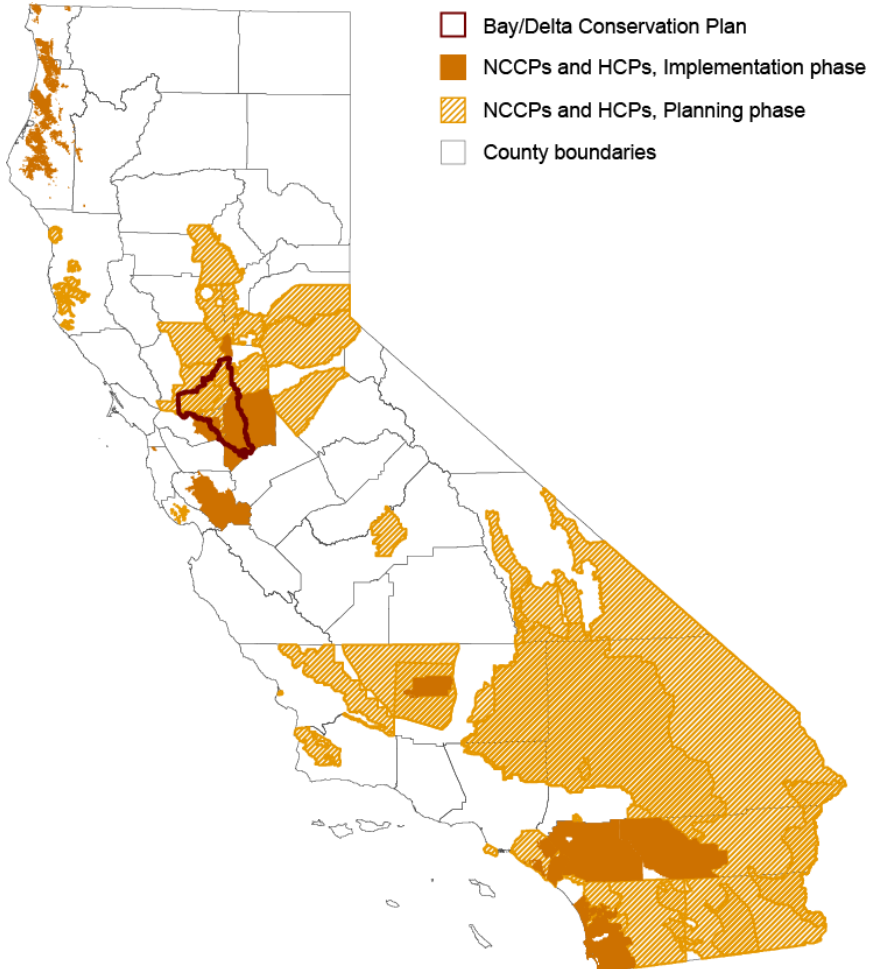 Bay/Delta Conservation Plan
NCCPs and HCPs, Implementation phase
NCCPs and HCPs, Planning phase
County boundaries